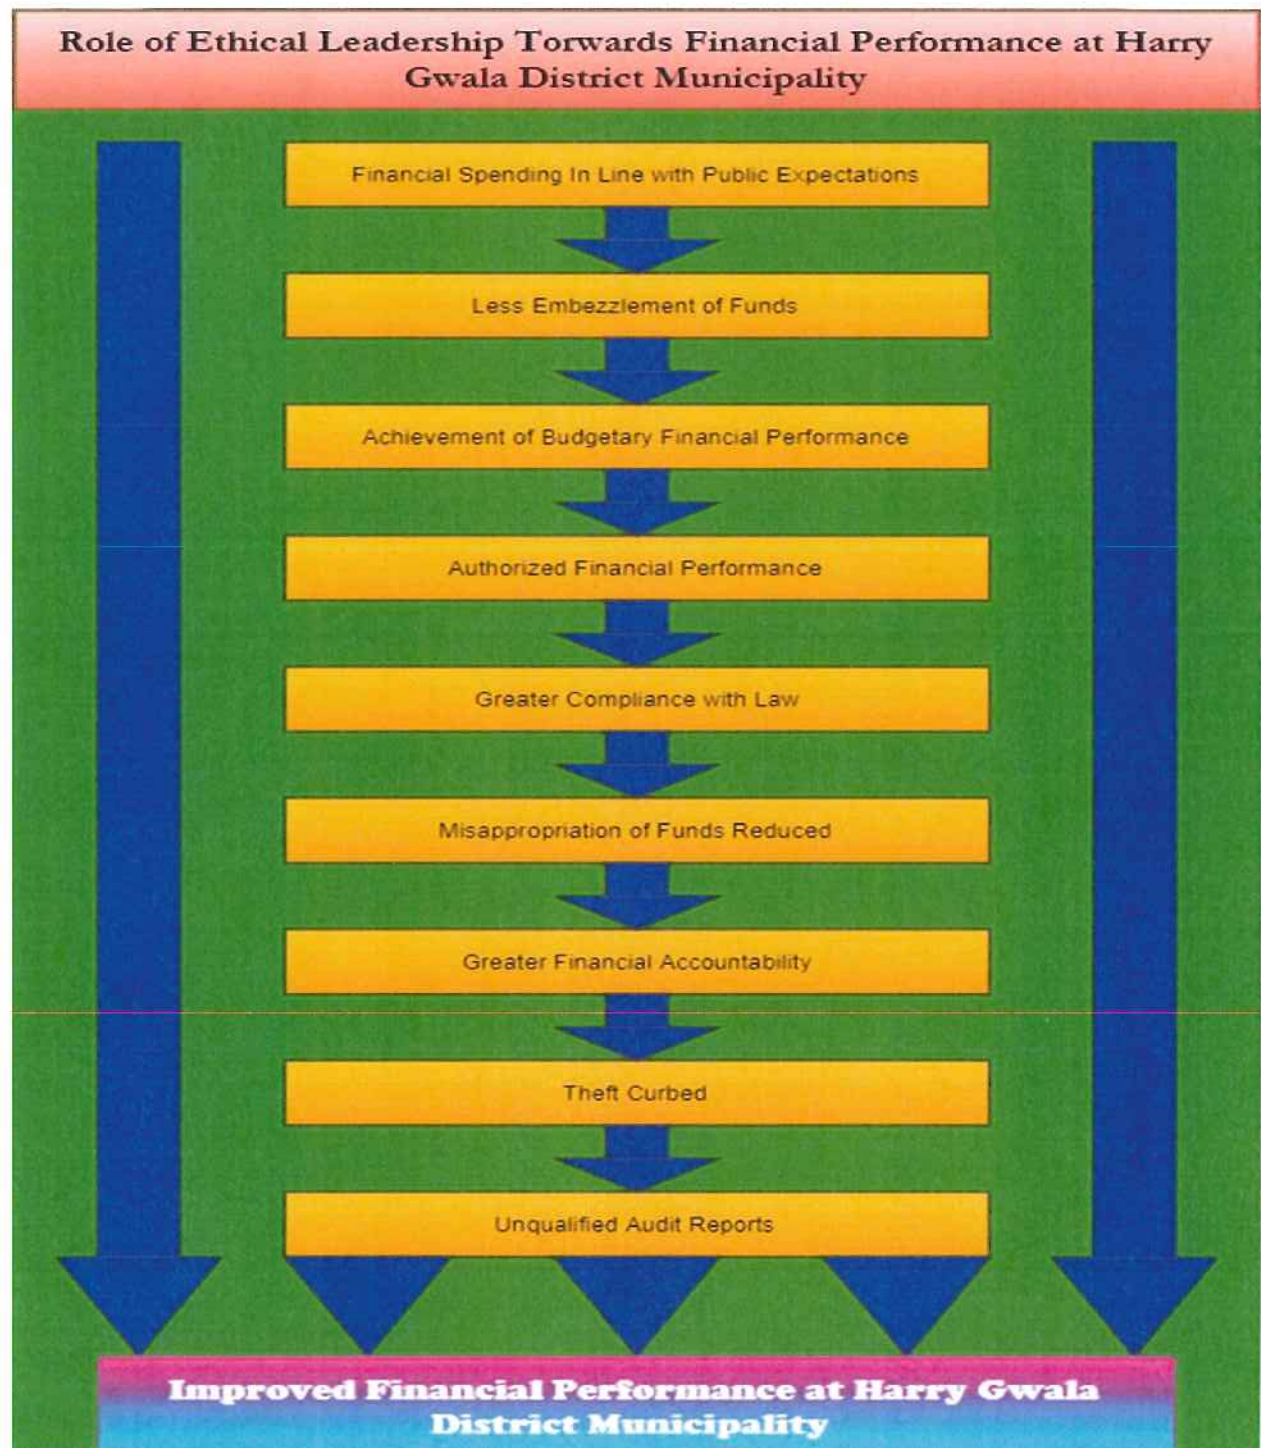 Role of Ethical Leadership Torwards Financial Performance at Harry
Gwala District Municipality
Financial Spending In Line with Public Expectations
Less Embezzlement of Funds
Achievement of Budgetary Financial Performance
Authorized Financial Performance
Greater Compliance with Law
Misappropriation of Funds Reduced
Greater Financial Accountability
Theft Curbed
Unqualified Audit Reports
Improved Financial Performance at Harry Gwala
District Municipality